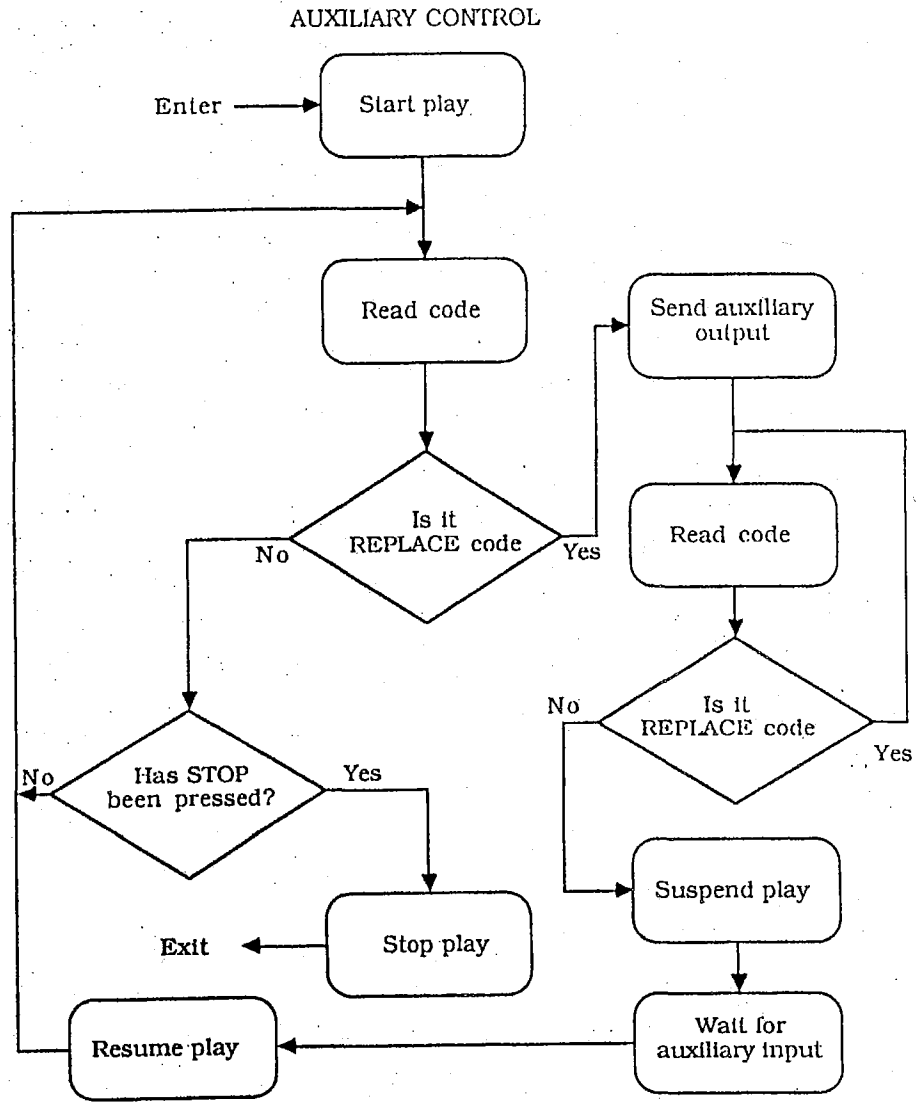 AUXILIARY CONTROL
Enter
Start play
Read code
Send auxiliary
output
Is it
REPLACE code
No
Yes
Read code
Is it
REPLACE code
No
Yes
Has STOP
been pressed?
No
Yes
Suspend play
Exit
Stop play
Resume play
Wait for
auxiliary input